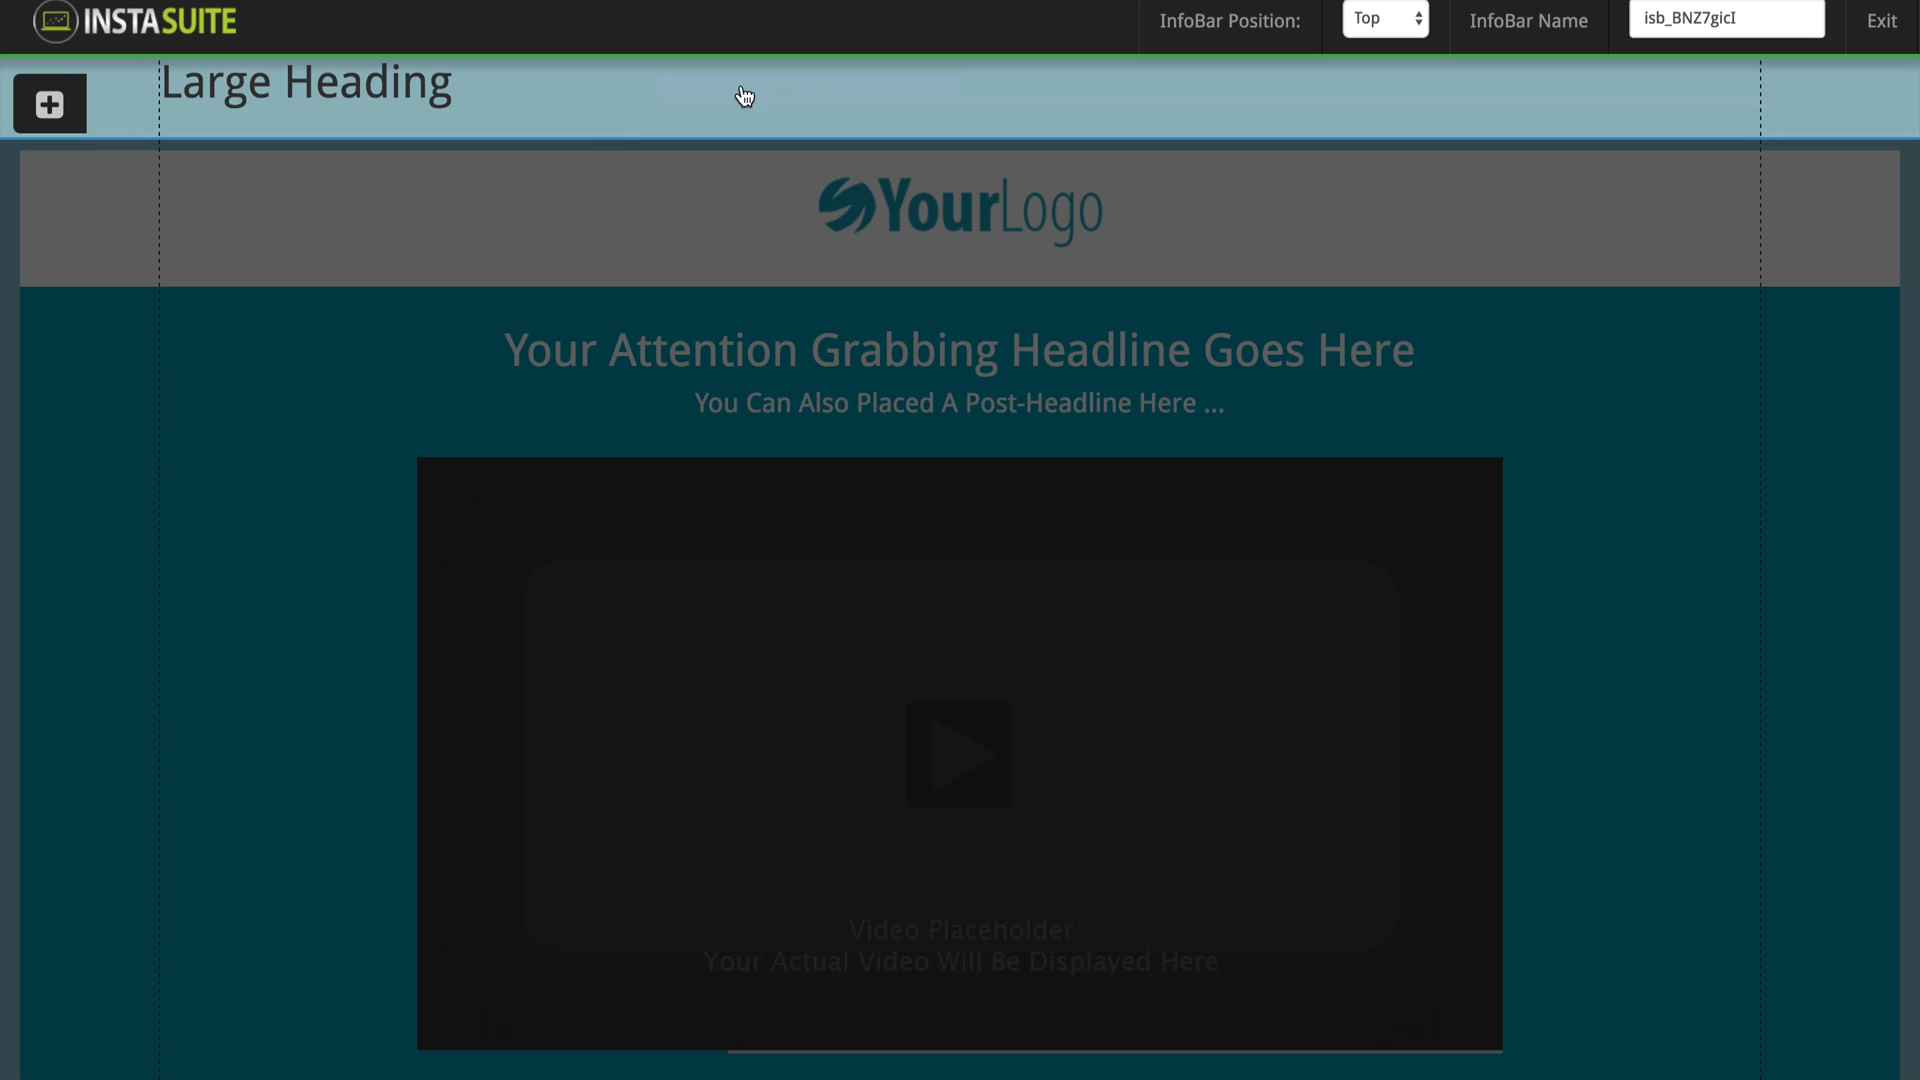 INSTASUITE
InfoBar Position:
Top
InfoBar Name
isb_BNZ7gicI
Exit
Large Heading
YourLogo
Your Attention Grabbing Headline Goes Here
You Can Also Placed A Post-Headline Here ...
Video Placeholder
Your Actual Video Will Be Displayed Here